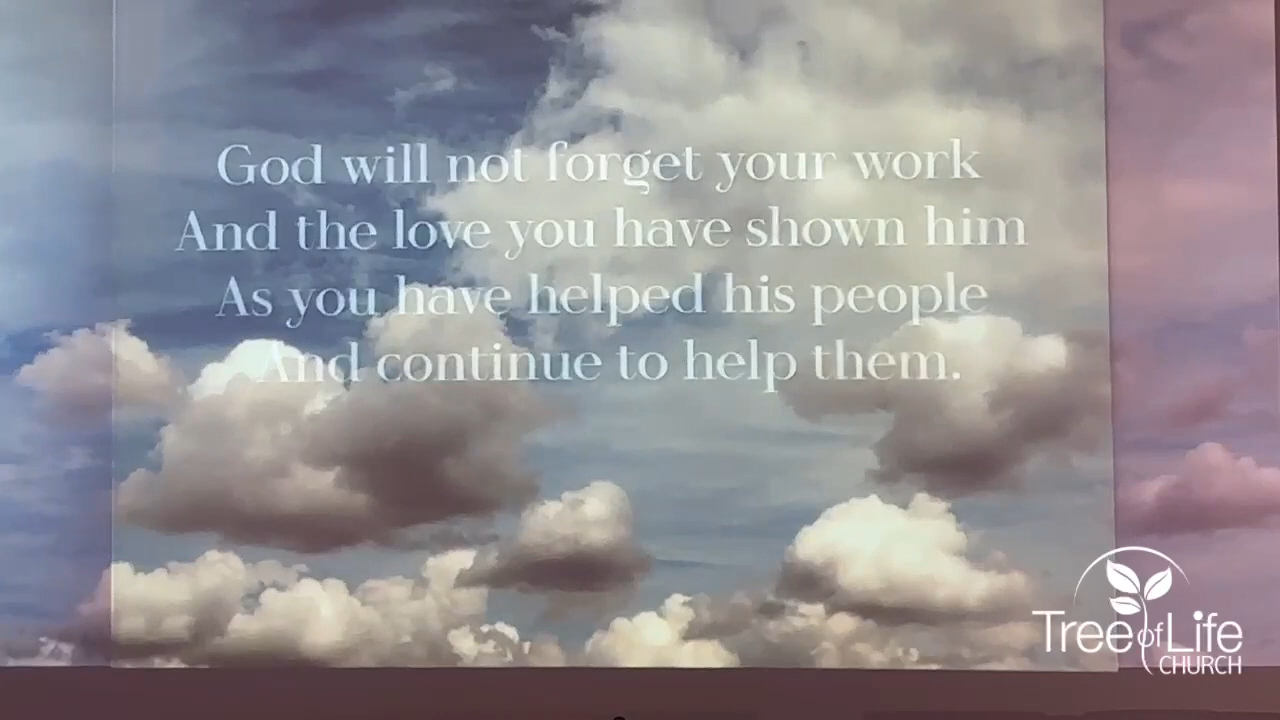 God will not forget your work
And the love you have shown him
As you have helped his people
And continue to help them.
Tree of Life
CHURCH